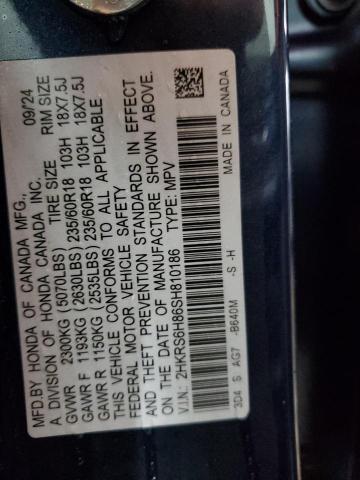 MFD.BY HONDA OF CANADA MFG., 09/24
A DIVISION OF HONDA CANADA INC.
TIRE SIZE RIM SIZE
GVWR 2300KG (5070LBS)
GAWR F 1193KG (2630LBS) 235/60R18 103H 18X7.5J
GAWR R 1150KG (2535LBS) 235/60R18 103H 18X7.5J
THIS VEHICLE CONFORMS TO ALL APPLICABLE
FEDERAL MOTOR VEHICLE SAFETY
AND THEFT PREVENTION STANDARDS IN EFFECT
ON THE DATE OF MANUFACTURE SHOWN ABOVE.
V.I.N.: 2HKRS6H86SH810186 TYPE: MPV
3D4 S AG7 -B640M -S -H MADE IN CANADA